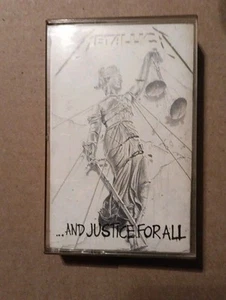 METALLICA
...AND JUSTICE FOR ALL